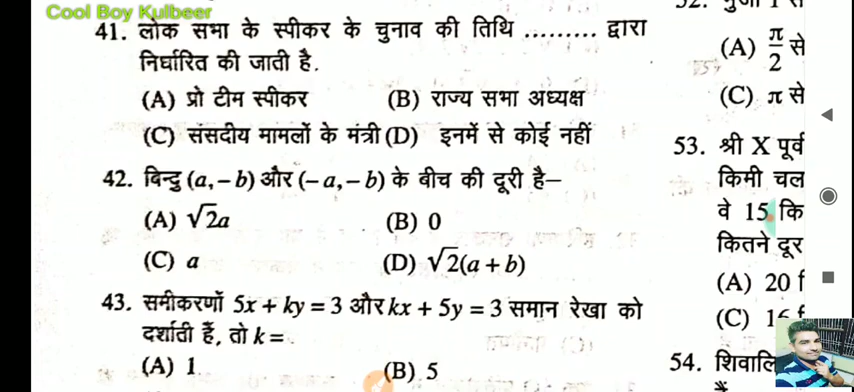 Cool Boy Kulbeer
41. लोक सभा के स्पीकर के चुनाव की तिथि ......... द्वारा
निर्धारित की जाती है.
(A) प्रो टीम स्पीकर (B) राज्य सभा अध्यक्ष
(C) संसदीय मामलों के मंत्री (D) इनमें से कोई नहीं
42. बिन्दु (a, – b) और (– a, – b) के बीच की दूरी है–
(A) √2a (B) 0
(C) a (D) √2(a + b)
43. समीकरणों 5x + ky = 3 और kx + 5y = 3 समान रेखा को
दर्शाती हैं, तो k =
(A) 1 (B) 5
(A) π/2 से
(C) π से
53. श्री X पूर्व
किमी चल
वे 15 कि
कितने दूर
(A) 20 f
(C)
54. शिवालि